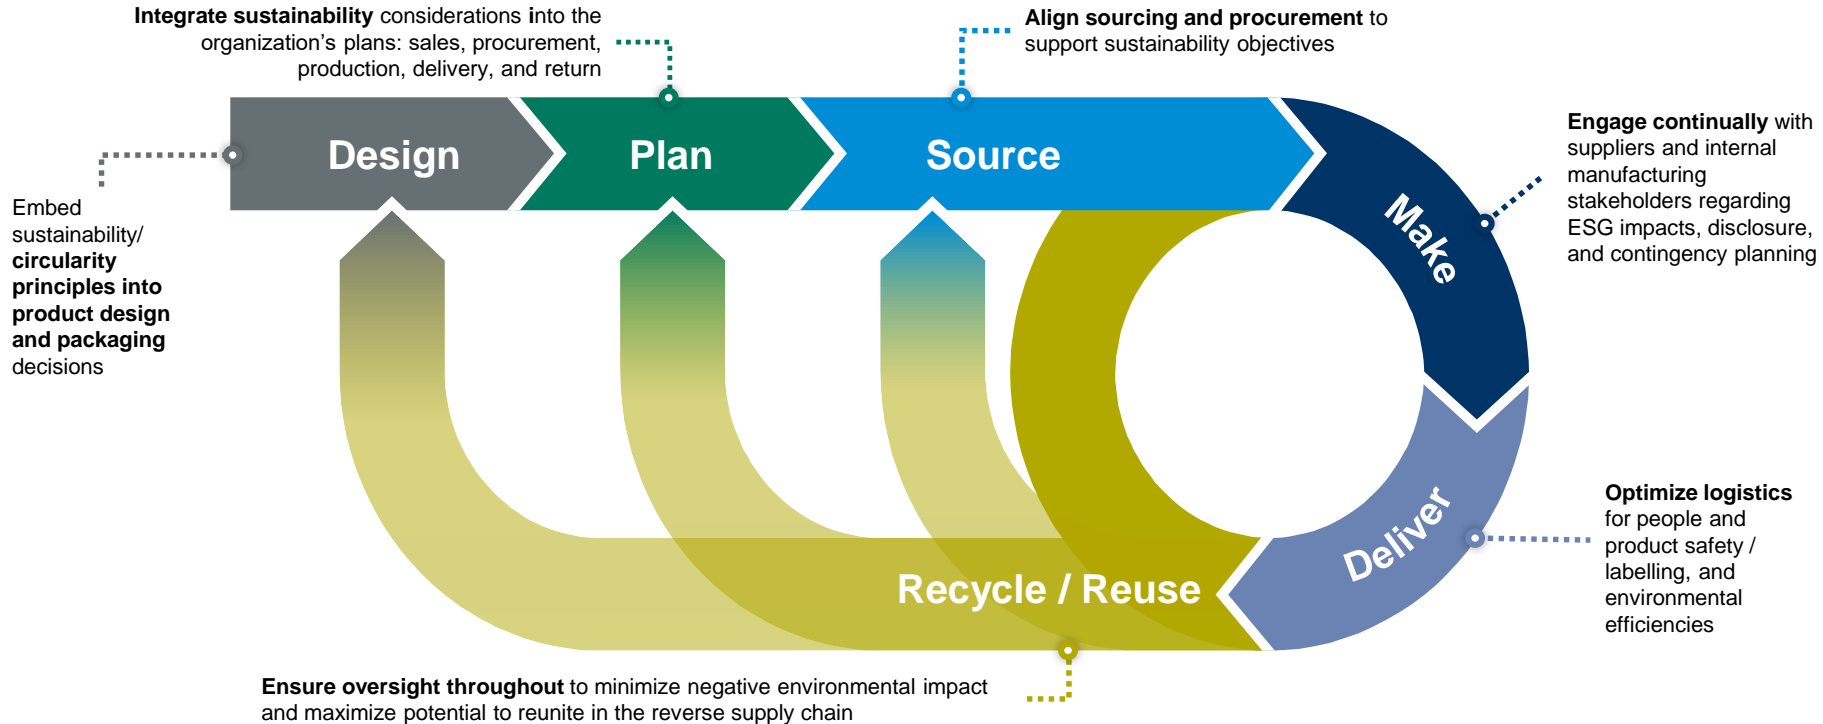 Integrate sustainability considerations into the
organization's plans: sales, procurement,
production, delivery, and return
Align sourcing and procurement to
support sustainability objectives
Design
Plan
Source
Make
Deliver
Recycle / Reuse
Embed
sustainability/
circularity
principles into
product design
and packaging
decisions
Engage continually with
suppliers and internal
manufacturing
stakeholders regarding
ESG impacts, disclosure,
and contingency planning
Optimize logistics
for people and
product safety /
labelling, and
environmental
efficiencies
Ensure oversight throughout to minimize negative environmental impact
and maximize potential to reunite in the reverse supply chain